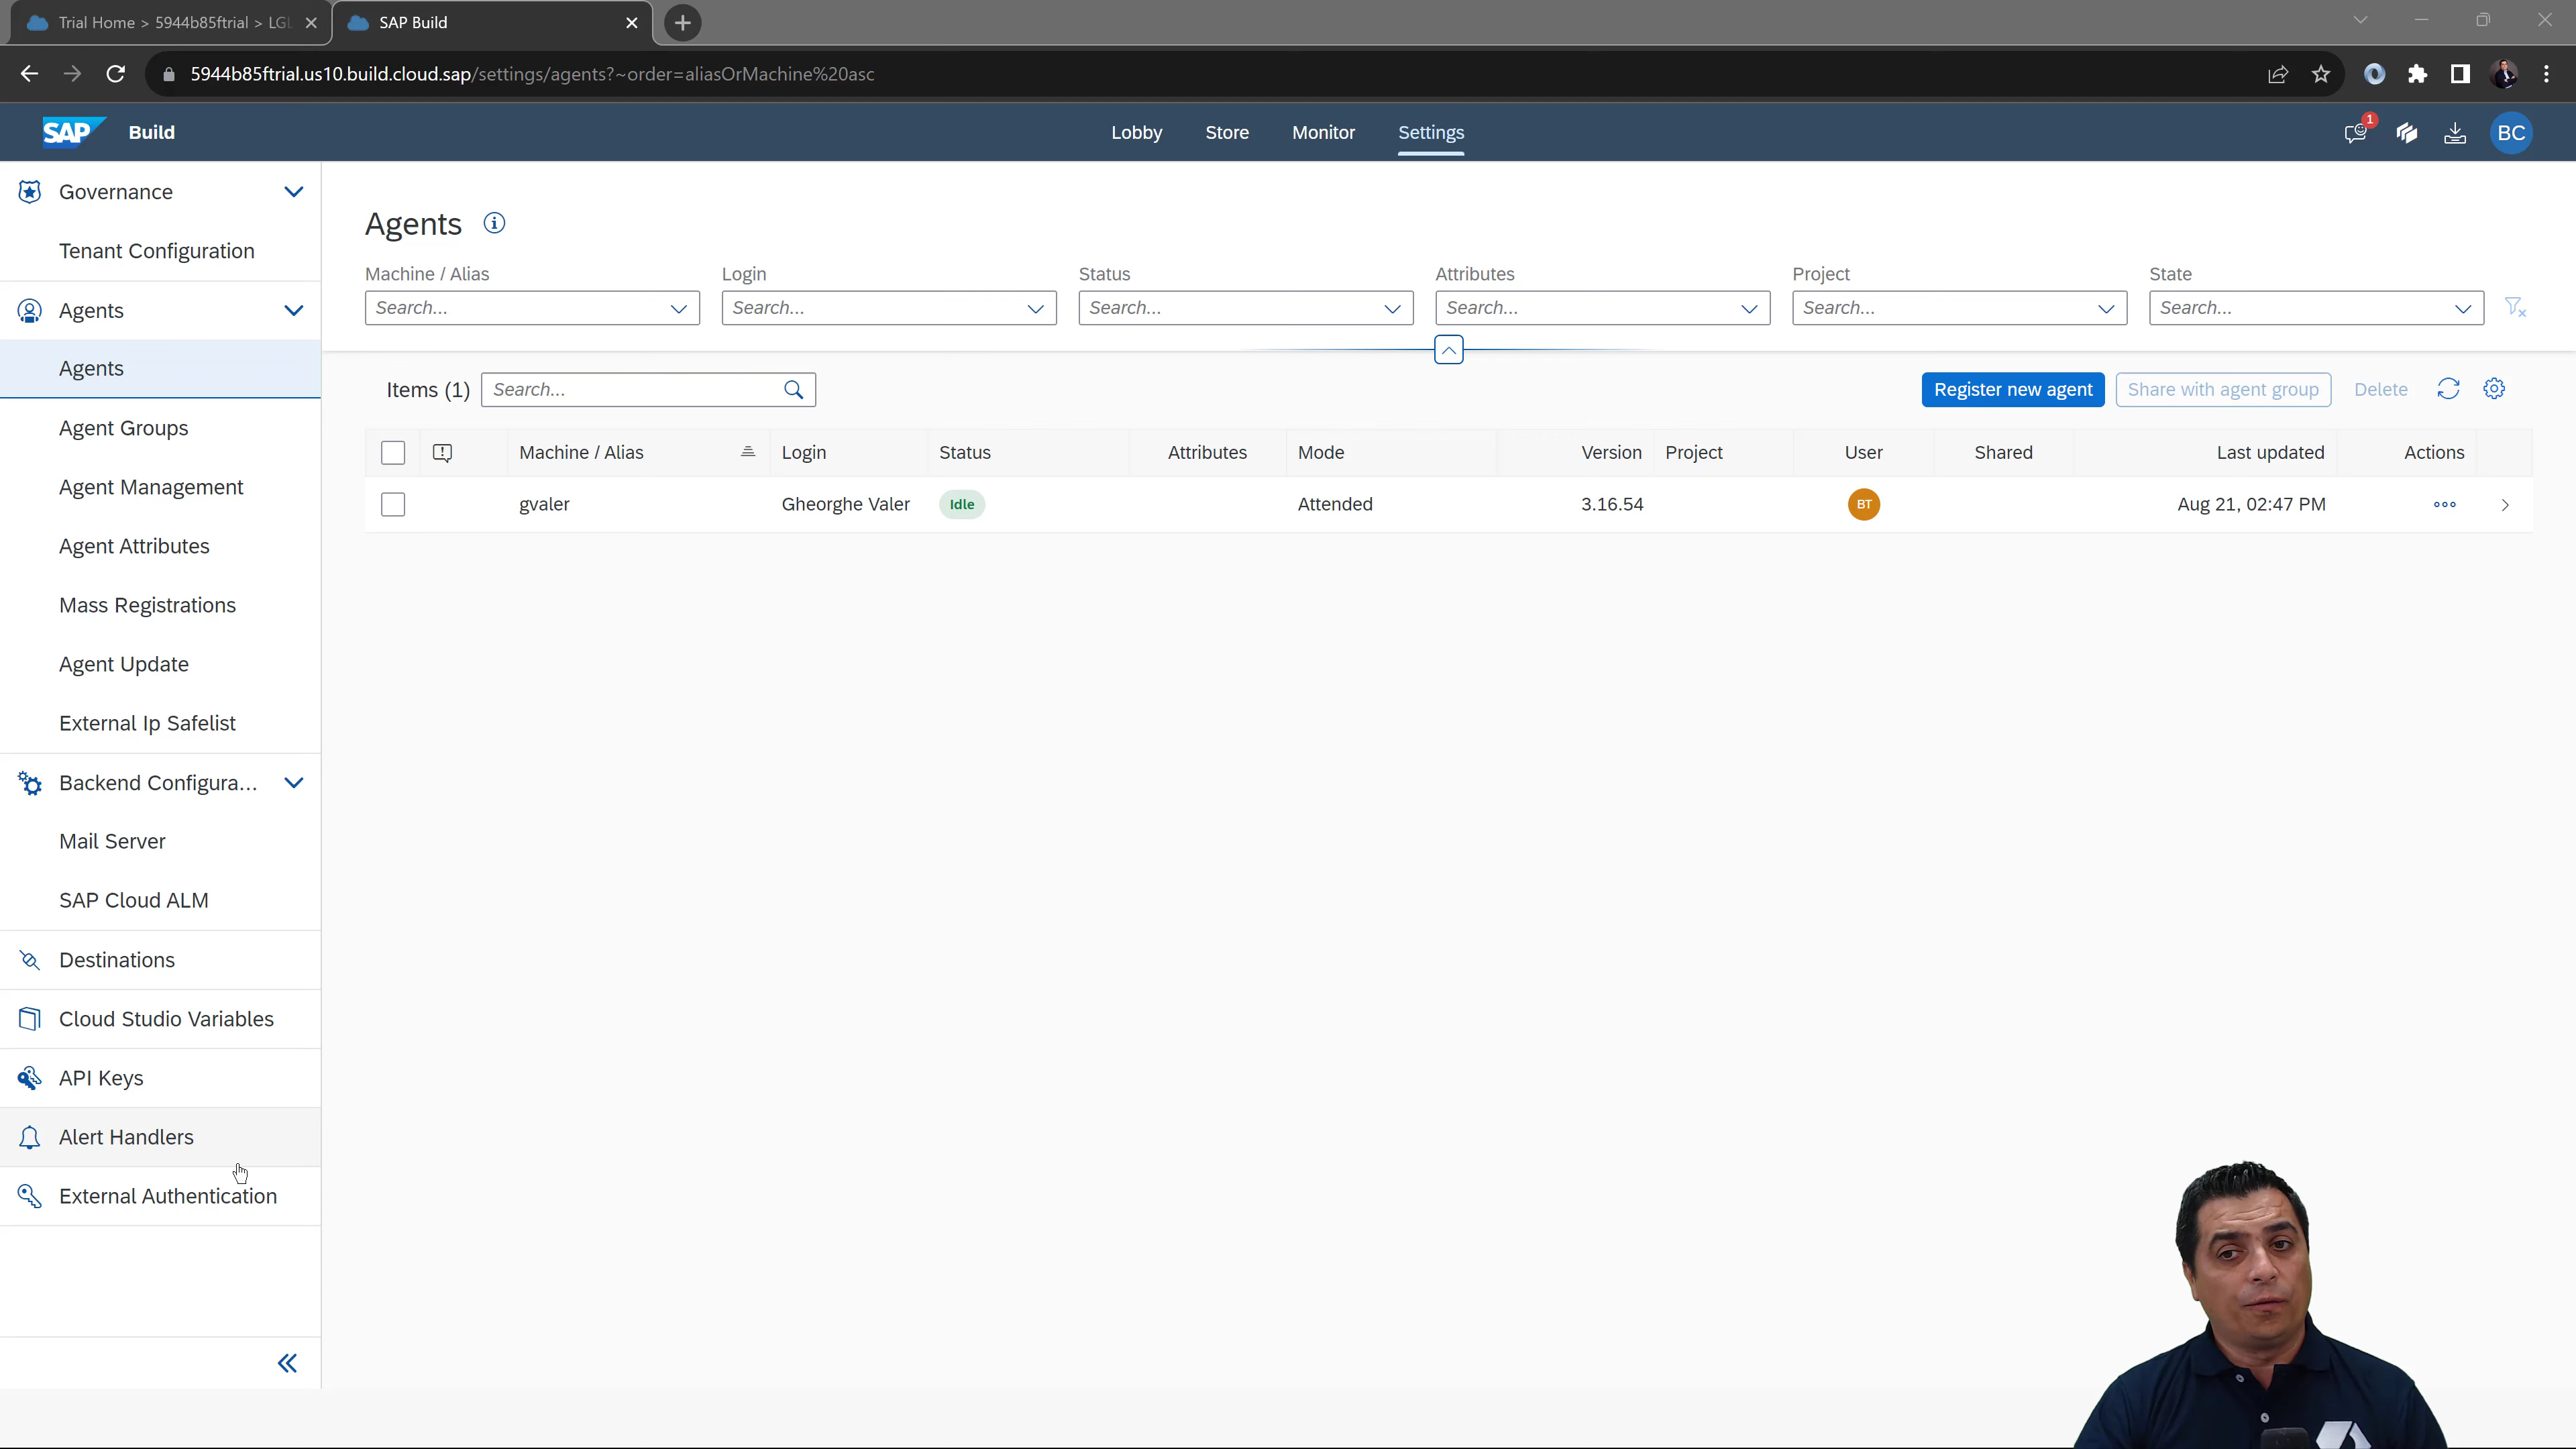 Trial Home > 5944b85ftrial > LGL
SAP Build
5944b85ftrial.us10.build.cloud.sap/settings/agents?~order=aliasOrMachine%20asc
SAP Build
Lobby Store Monitor Settings
1
BC
Governance
Tenant Configuration
Agents
Agents
Agent Groups
Agent Management
Agent Attributes
Mass Registrations
Agent Update
External Ip Safelist
Backend Configura...
Mail Server
SAP Cloud ALM
Destinations
Cloud Studio Variables
API Keys
Alert Handlers
External Authentication
Agents
Machine / Alias Login Status Attributes Project State
Search... Search... Search... Search... Search... Search...
Items (1) Search... Register new agent Share with agent group Delete
Machine / Alias Login Status Attributes Mode Version Project User Shared Last updated Actions
gvaler Gheorghe Valer Idle Attended 3.16.54 BT Aug 21, 02:47 PM